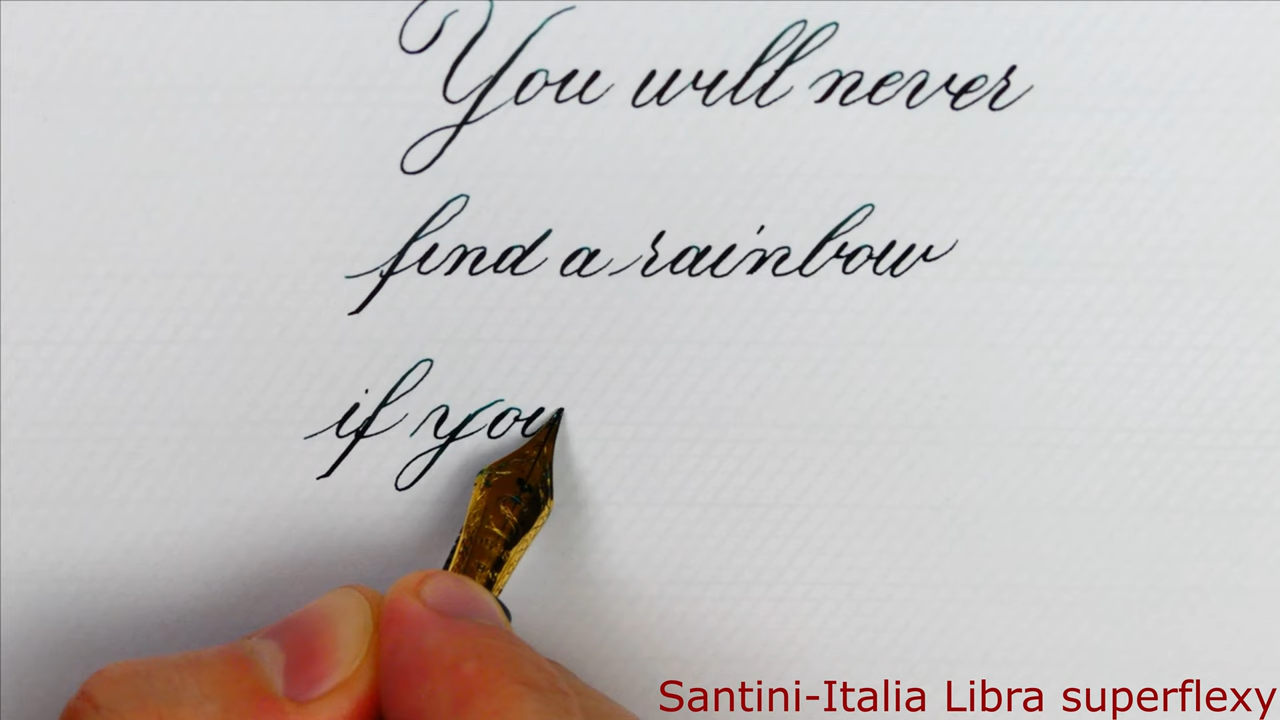 You will never
find a rainbow
if you
Santini-Italia Libra superflexy